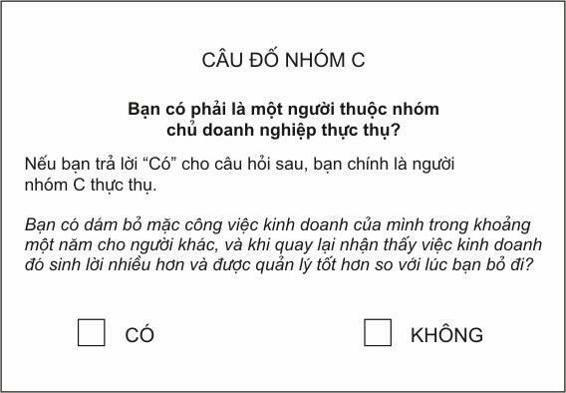 CÂU ĐỐ NHÓM C
Bạn có phải là một người thuộc nhóm
chủ doanh nghiệp thực thụ?
Nếu bạn trả lời “Có” cho câu hỏi sau, bạn chính là người
nhóm C thực thụ.
Bạn có dám bỏ mặc công việc kinh doanh của mình trong khoảng
một năm cho người khác, và khi quay lại nhận thấy việc kinh doanh
đó sinh lời nhiều hơn và được quản lý tốt hơn so với lúc bạn bỏ đi?
CÓ KHÔNG